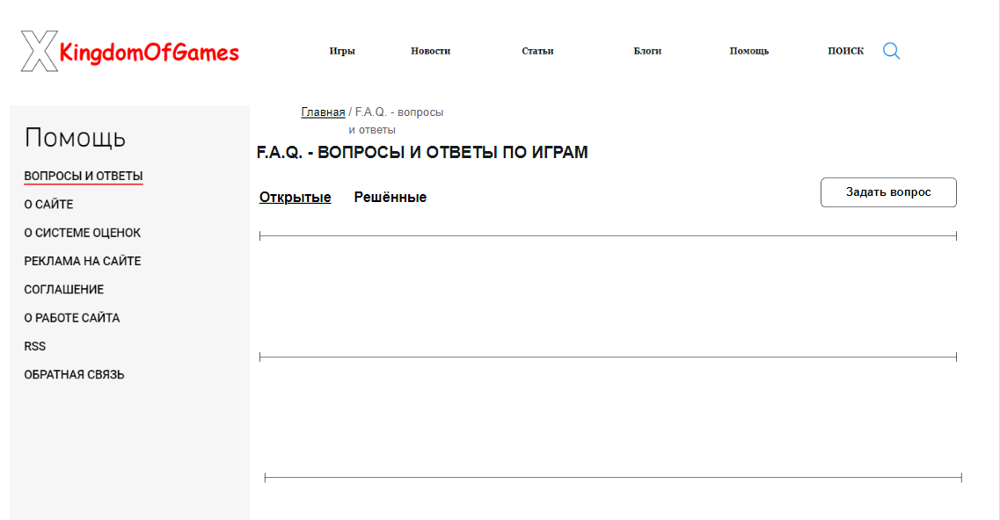 X KingdomOfGames
Игры Новости Статьи Блоги Помощь ПОИСК
Главная / F.A.Q. - вопросы
и ответы
F.A.Q. - ВОПРОСЫ И ОТВЕТЫ ПО ИГРАМ
Открытые Решённые Задать вопрос
Помощь
ВОПРОСЫ И ОТВЕТЫ
О САЙТЕ
О СИСТЕМЕ ОЦЕНОК
РЕКЛАМА НА САЙТЕ
СОГЛАШЕНИЕ
О РАБОТЕ САЙТА
RSS
ОБРАТНАЯ СВЯЗЬ